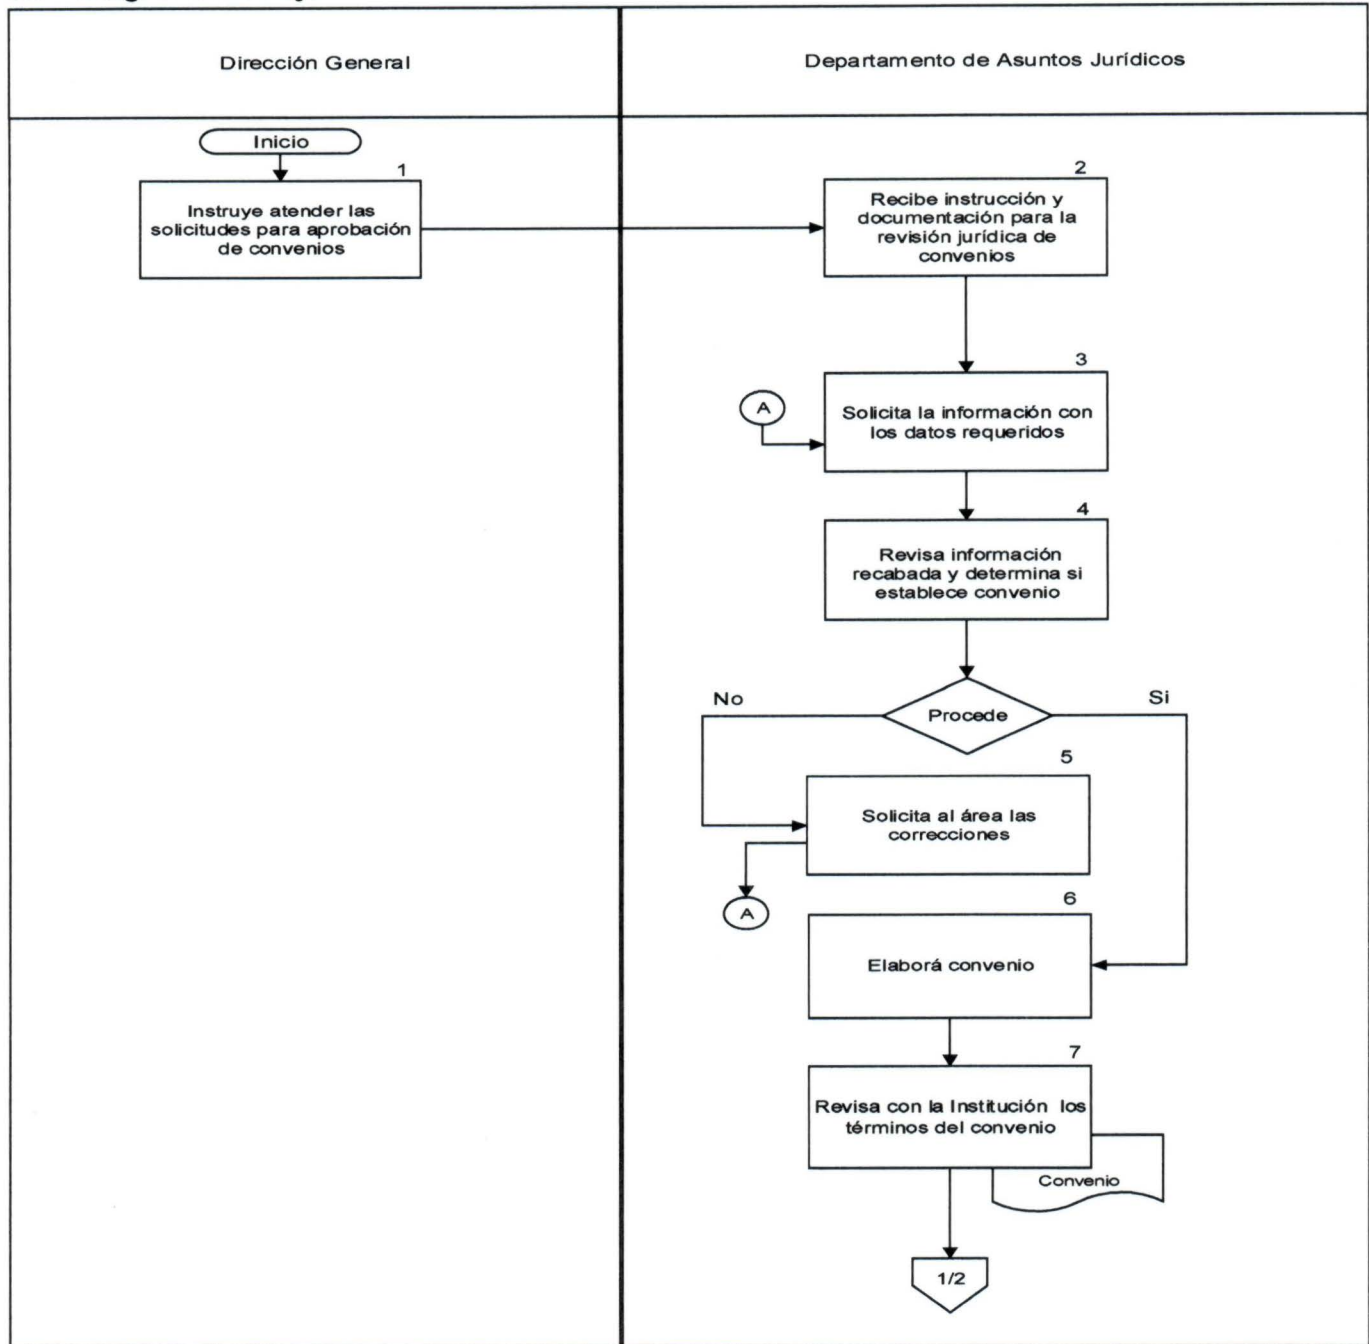 Dirección General
Departamento de Asuntos Jurídicos
Inicio
1
Instruye atender las
solicitudes para aprobación
de convenios
2
Recibe instrucción y
documentación para la
revisión jurídica de
convenios
3
A
Solicita la información con
los datos requeridos
4
Revisa información
recabada y determina si
establece convenio
No
Si
Procede
5
Solicita al área las
correcciones
A
6
Elaborá convenio
7
Revisa con la Institución los
términos del convenio
Convenio
1/2